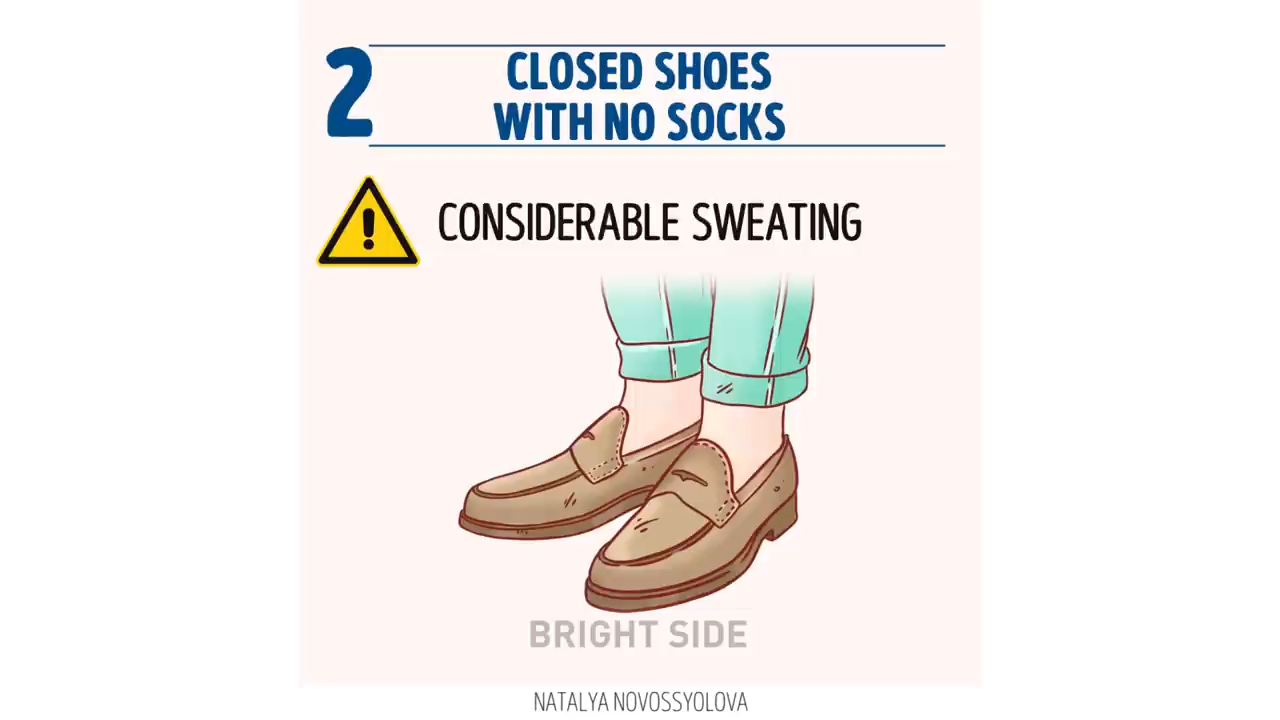 2
CLOSED SHOES
WITH NO SOCKS
CONSIDERABLE SWEATING
BRIGHT SIDE
NATALYA NOVOSSYOLOVA